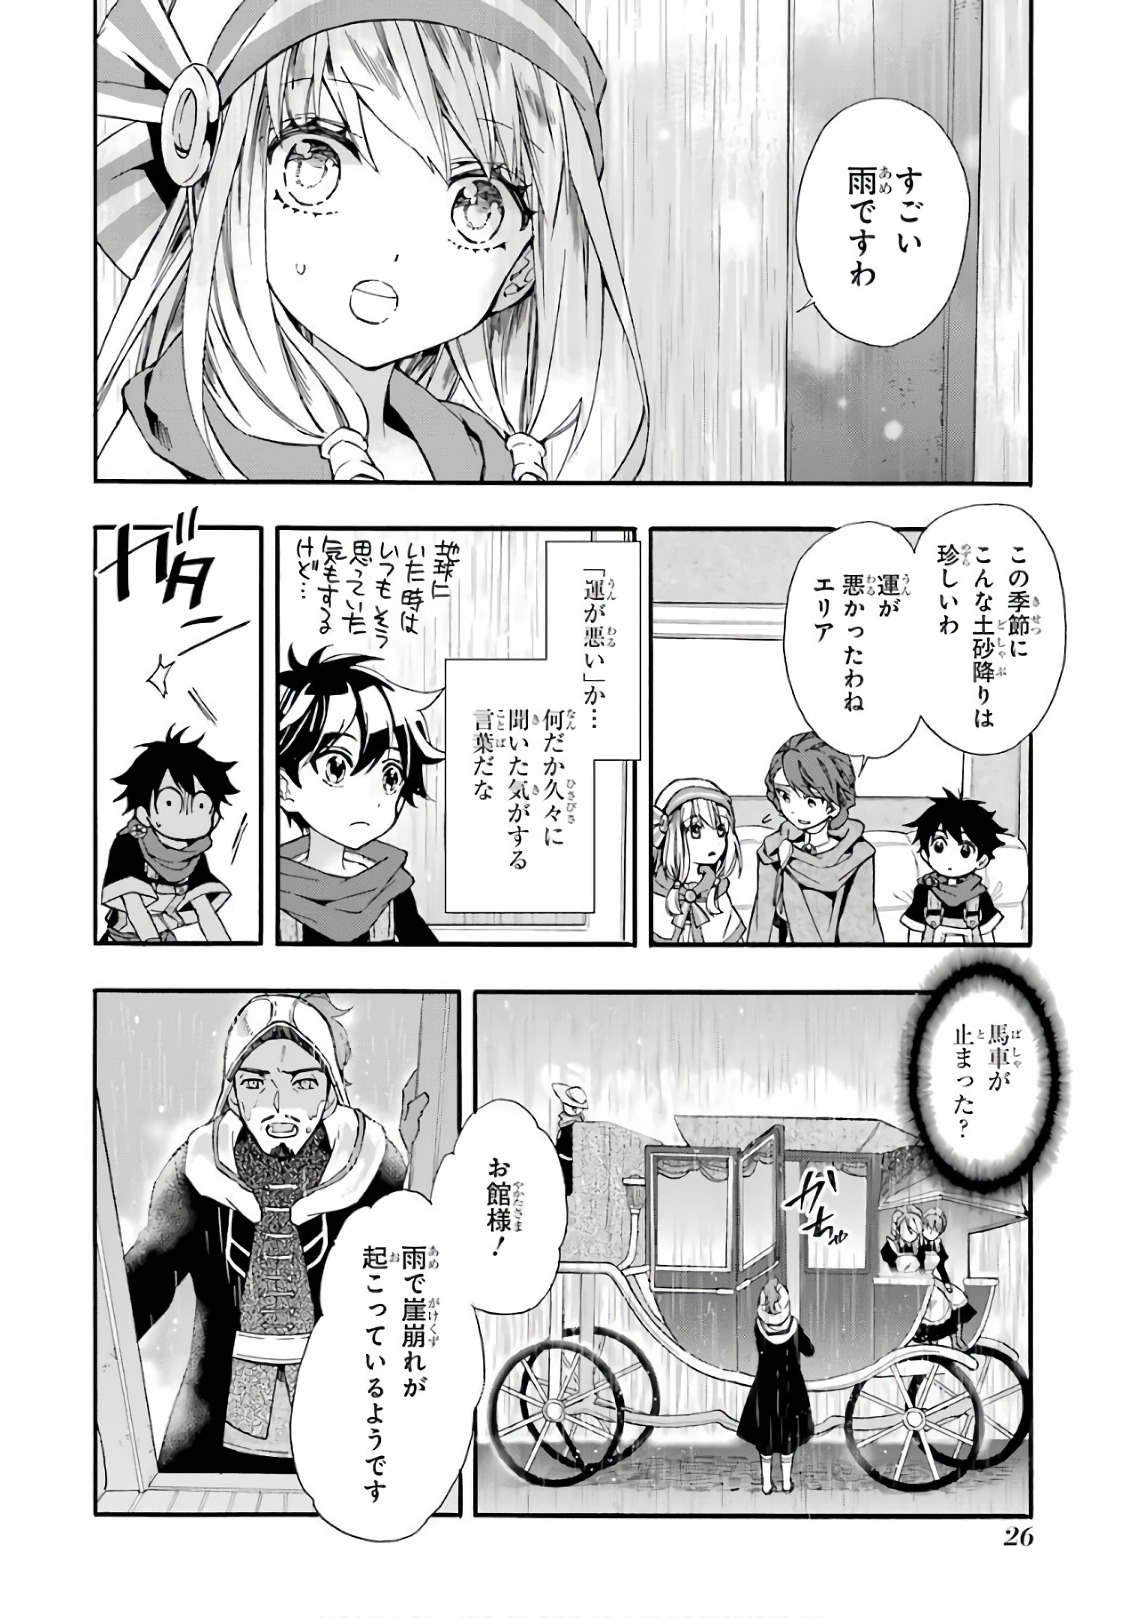 すごい
雨ですわ
この季節に
こんな土砂降りは
珍しいわ
運が
悪かったわね
エリア
「運が悪い」か…
何だか久々に
聞いた気がする
言葉だな
地球に
いた時は
いつもそう
思っていた
気もする
けど…
ガタ
馬車が
止まった?
かちゃ
お館様!
雨で崖崩れが
起こっているようです
26